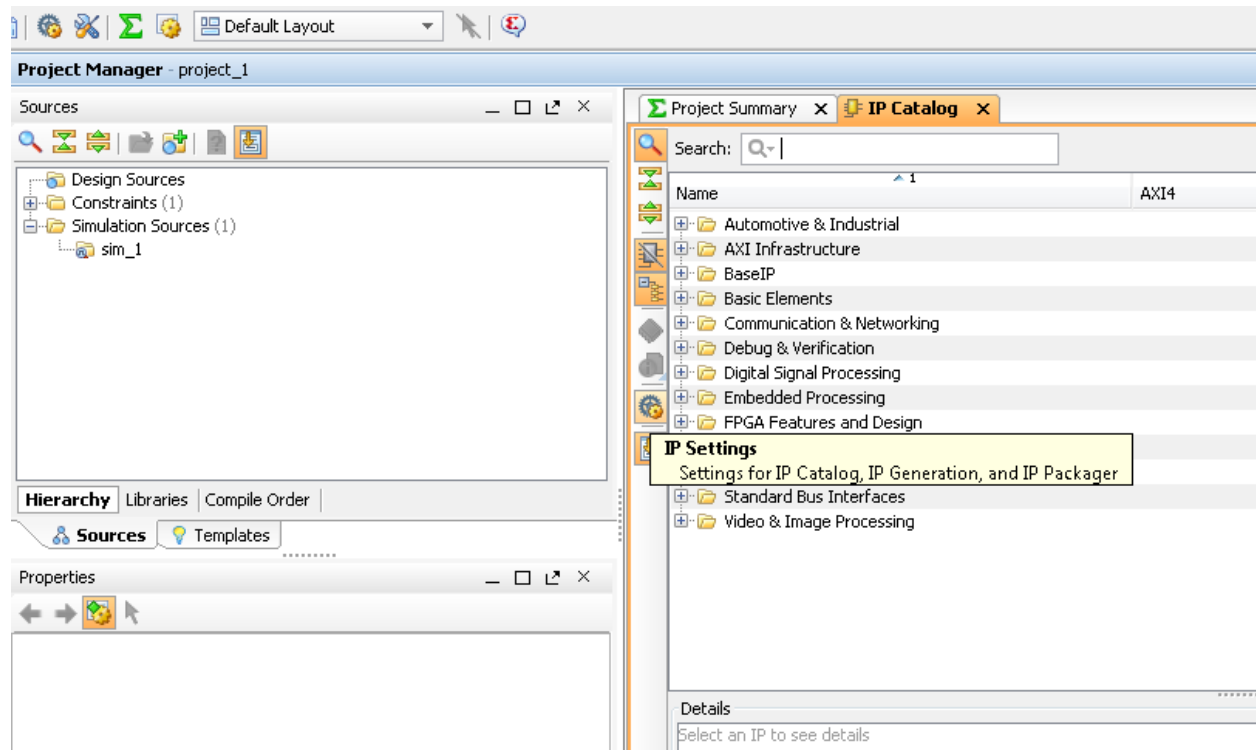 Default Layout
Project Manager - project_1
Sources
Design Sources
Constraints (1)
Simulation Sources (1)
sim_1
Hierarchy Libraries Compile Order
Sources Templates
Properties
Project Summary IP Catalog
Search:
Name 1 AXI4
Automotive & Industrial
AXI Infrastructure
BaseIP
Basic Elements
Communication & Networking
Debug & Verification
Digital Signal Processing
Embedded Processing
FPGA Features and Design
IP Settings
Settings for IP Catalog, IP Generation, and IP Packager
Standard Bus Interfaces
Video & Image Processing
Details
Select an IP to see details